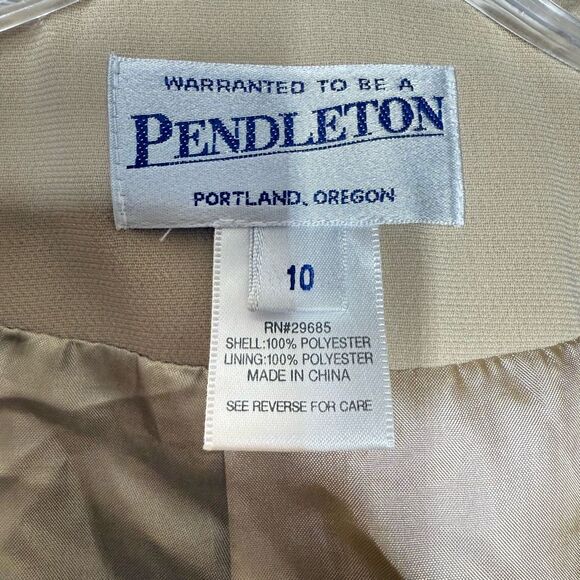 WARRANTED TO BE A
PENDLETON
PORTLAND, OREGON
10
RN#29685
SHELL:100% POLYESTER
LINING:100% POLYESTER
MADE IN CHINA
SEE REVERSE FOR CARE